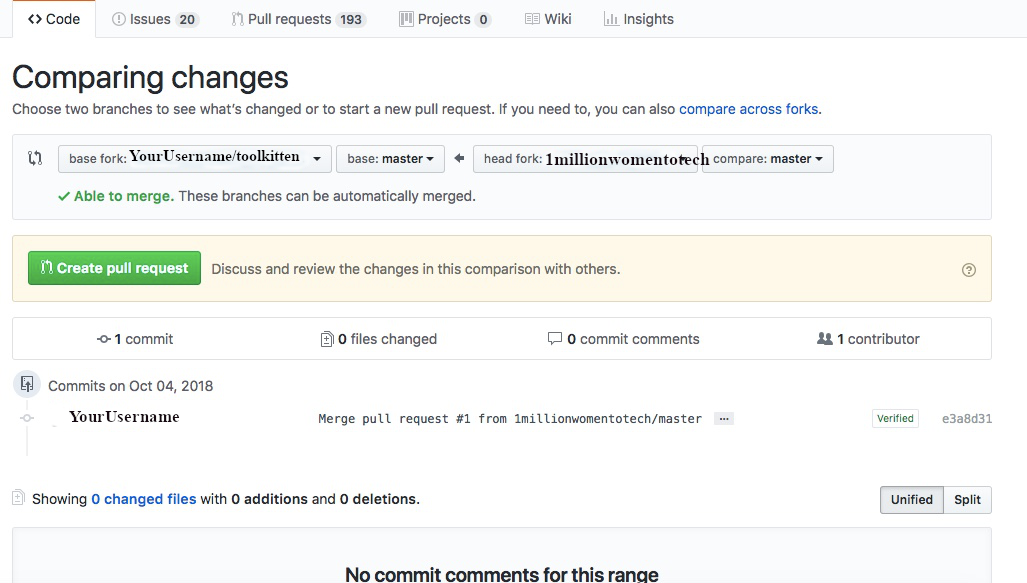 Code Issues 20 Pull requests 193 Projects 0 Wiki Insights
Comparing changes
Choose two branches to see what's changed or to start a new pull request. If you need to, you can also compare across forks.
base fork: YourUsername/toolkitten base: master head fork: 1millionwomentotech compare: master
Able to merge. These branches can be automatically merged.
Create pull request Discuss and review the changes in this comparison with others.
1 commit 0 files changed 0 commit comments 1 contributor
Commits on Oct 04, 2018
YourUsername Merge pull request #1 from 1millionwomentotech/master … Verified e3a8d31
Showing 0 changed files with 0 additions and 0 deletions. Unified Split
No commit comments for this range